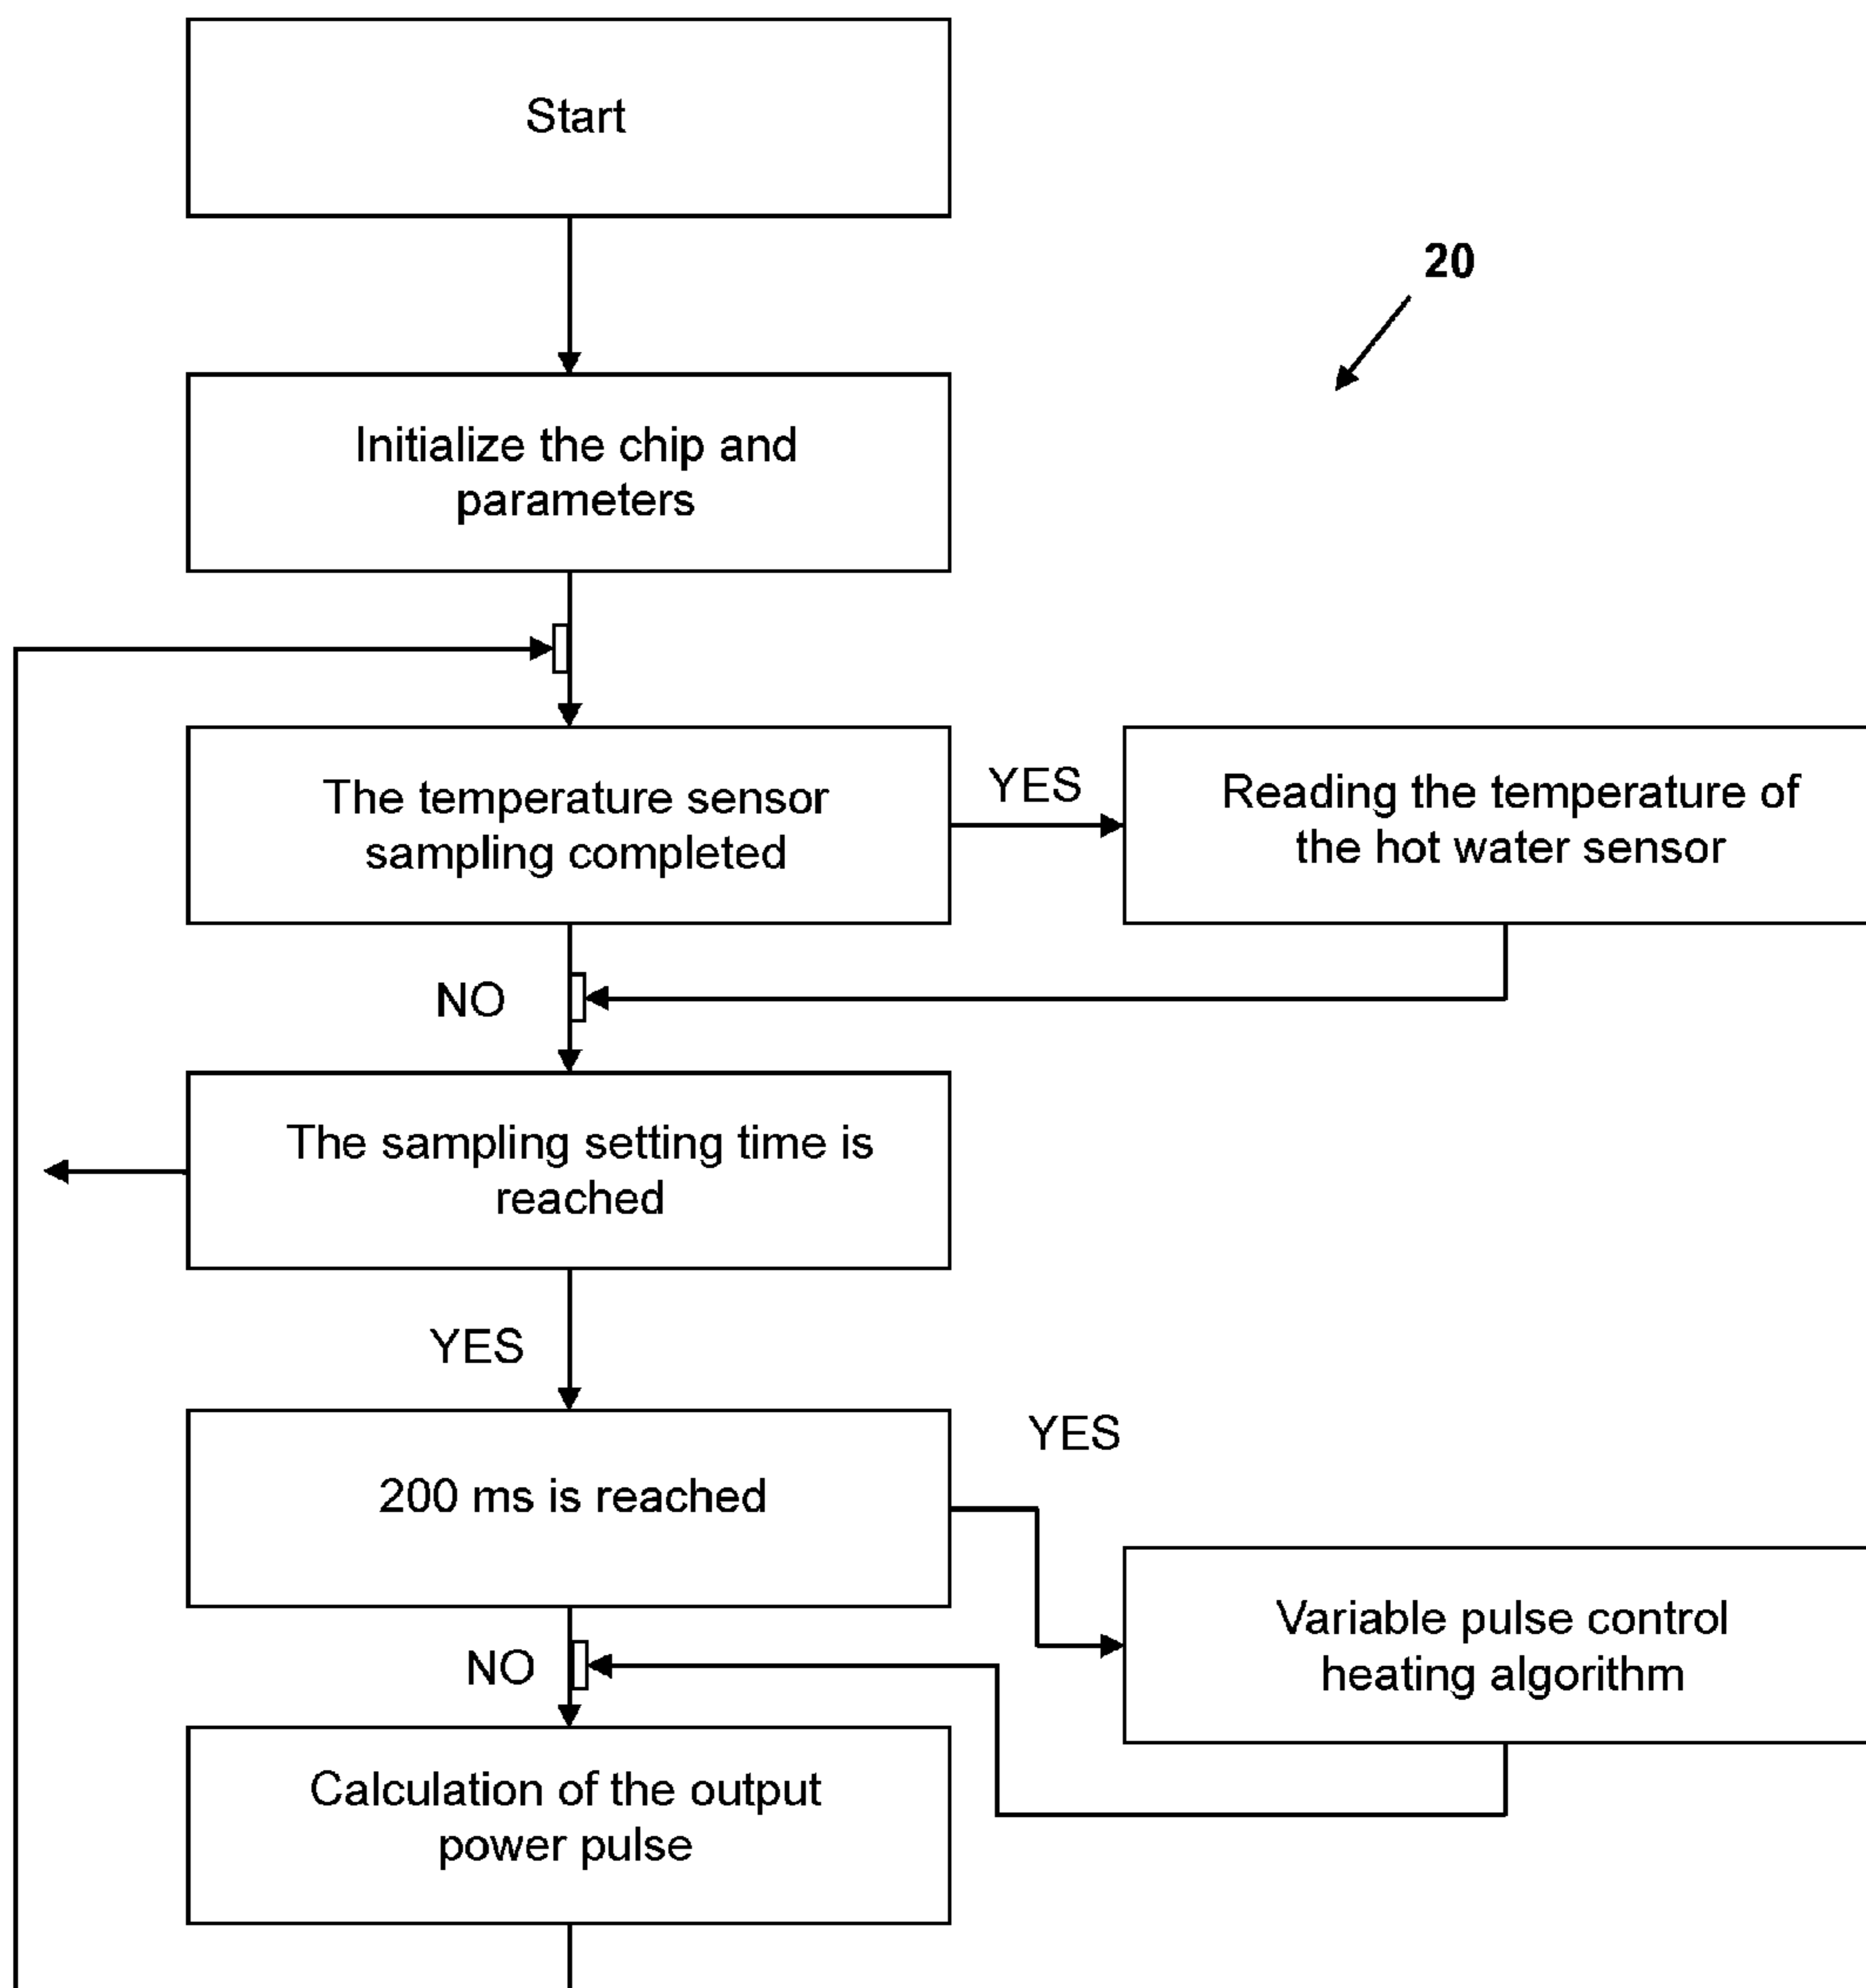 Start
20
Initialize the chip and
parameters
The temperature sensor
sampling completed
YES
Reading the temperature of
the hot water sensor
NO
The sampling setting time is
reached
YES
200 ms is reached
YES
Variable pulse control
heating algorithm
NO
Calculation of the output
power pulse